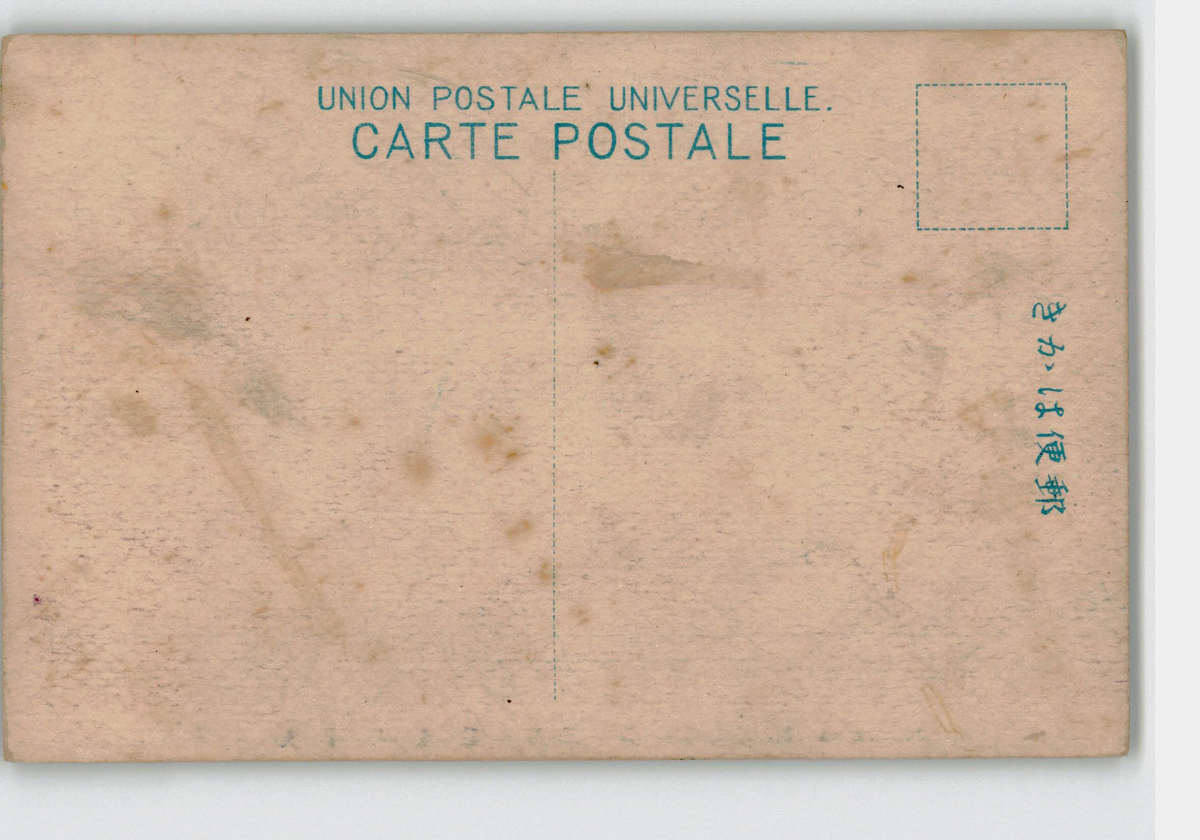 UNION POSTALE UNIVERSELLE.
CARTE POSTALE
郵便はかき